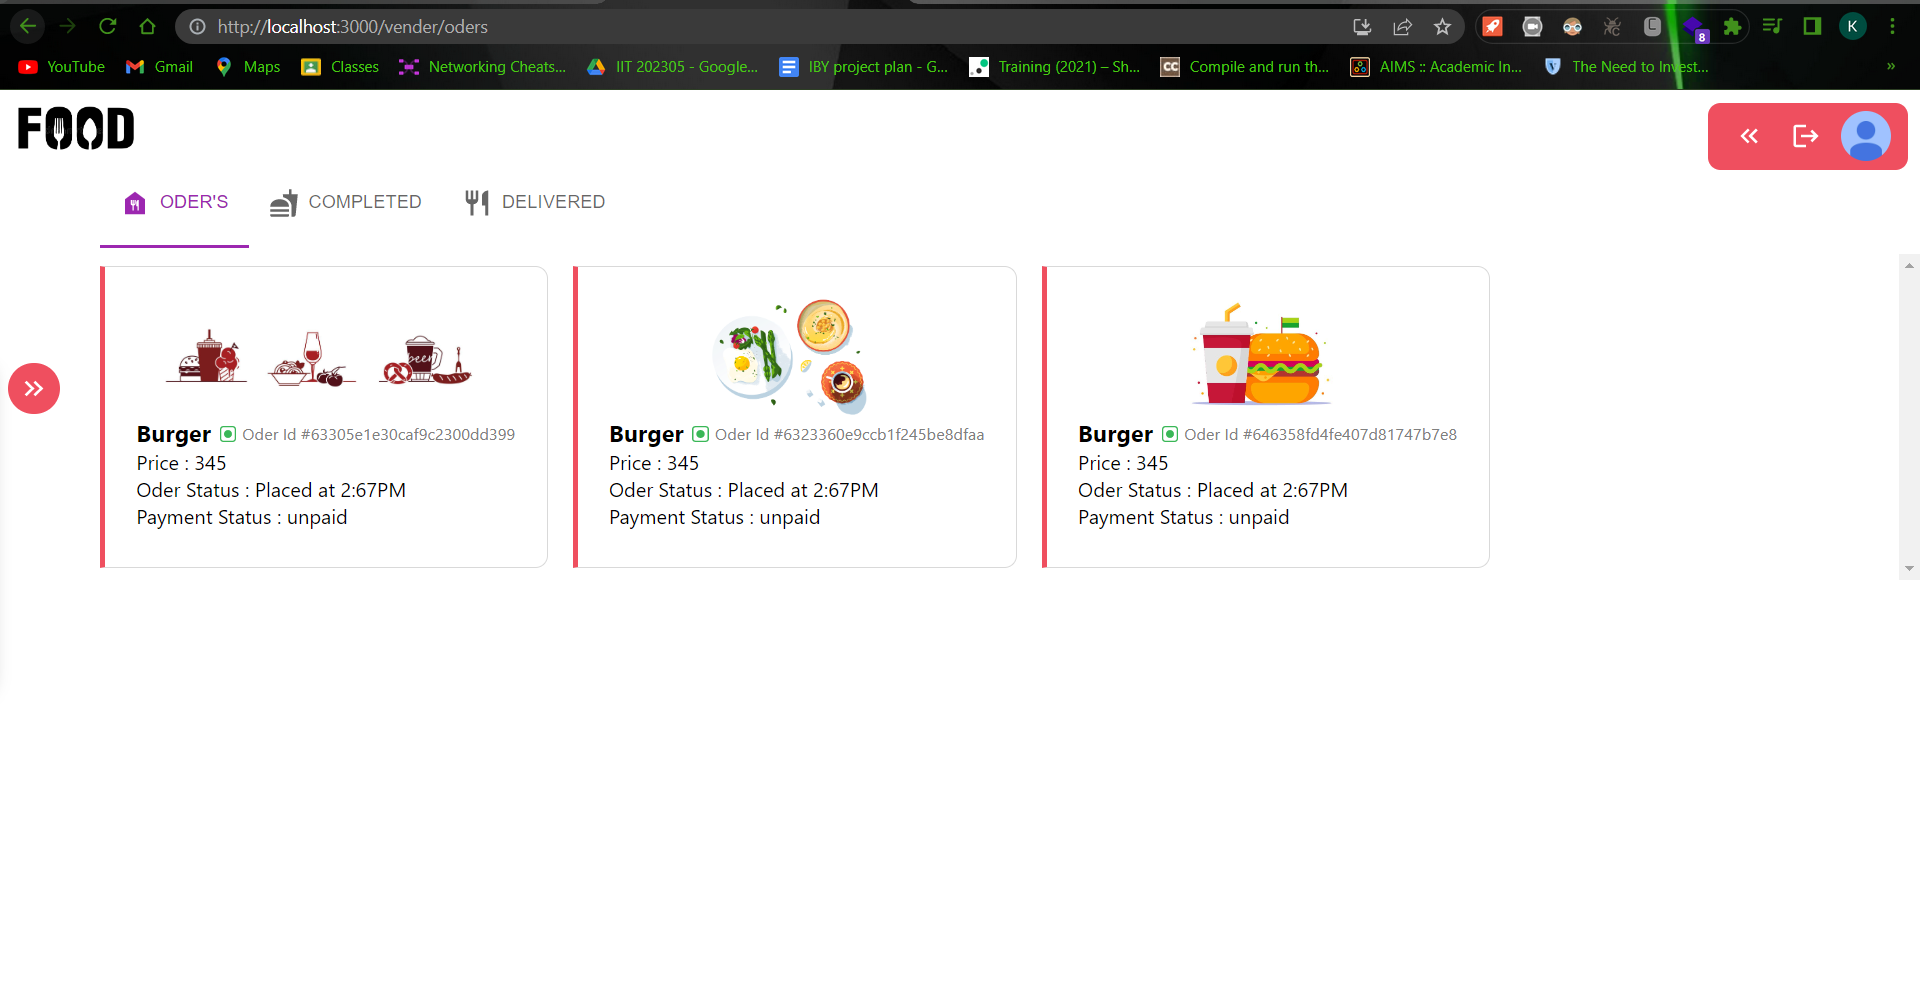 http://localhost:3000/vender/oders
8
K
YouTube
Gmail
Maps
Classes
Networking Cheats...
IIT 202305 - Google...
IBY project plan - G...
Training (2021) – Sh...
CC
Compile and run th...
AIMS :: Academic In...
The Need to Invest...
»
FOOD
ODER'S
COMPLETED
DELIVERED
beer
Burger Oder Id #63305e1e30caf9c2300dd399
Price : 345
Oder Status : Placed at 2:67PM
Payment Status : unpaid
Burger Oder Id #6323360e9ccb1f245be8dfaa
Price : 345
Oder Status : Placed at 2:67PM
Payment Status : unpaid
Burger Oder Id #646358fd4fe407d81747b7e8
Price : 345
Oder Status : Placed at 2:67PM
Payment Status : unpaid